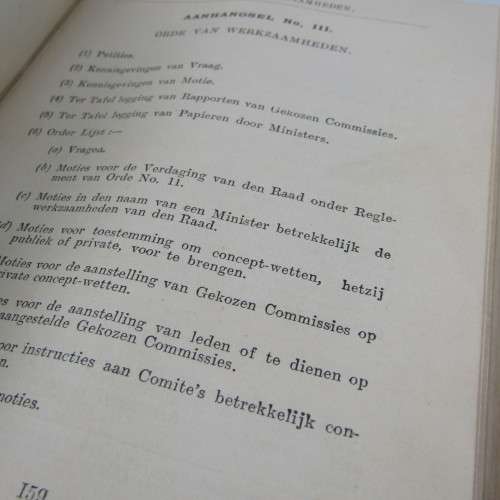 AANHANGSEL No. III.
ORDE VAN WERKZAAMHEDEN.
(1) Petities.
(2) Kennisgevingen van Vraag.
(3) Kennisgevingen van Motie.
(4) Ter Tafel legging van Rapporten van Gekozen Commissies.
(5) Ter Tafel legging van Papieren door Ministers.
(6) Order Lijst :—
(a) Vragen.
(b) Moties voor de Verdaging van den Raad onder Regle-
ment van Orde No. 11.
(c) Moties in den naam van een Minister betrekkelijk de
werkzaamheden van den Raad.
(d) Moties voor toestemming om concept-wetten, hetzij
publiek of private, voor te brengen.
Moties voor de aanstelling van Gekozen Commissies op
private concept-wetten.
es voor de aanstelling van leden of te dienen op
aangestelde Gekozen Commissies.
oor instructies aan Comite's betrekkelijk con-
n.
moties.
159